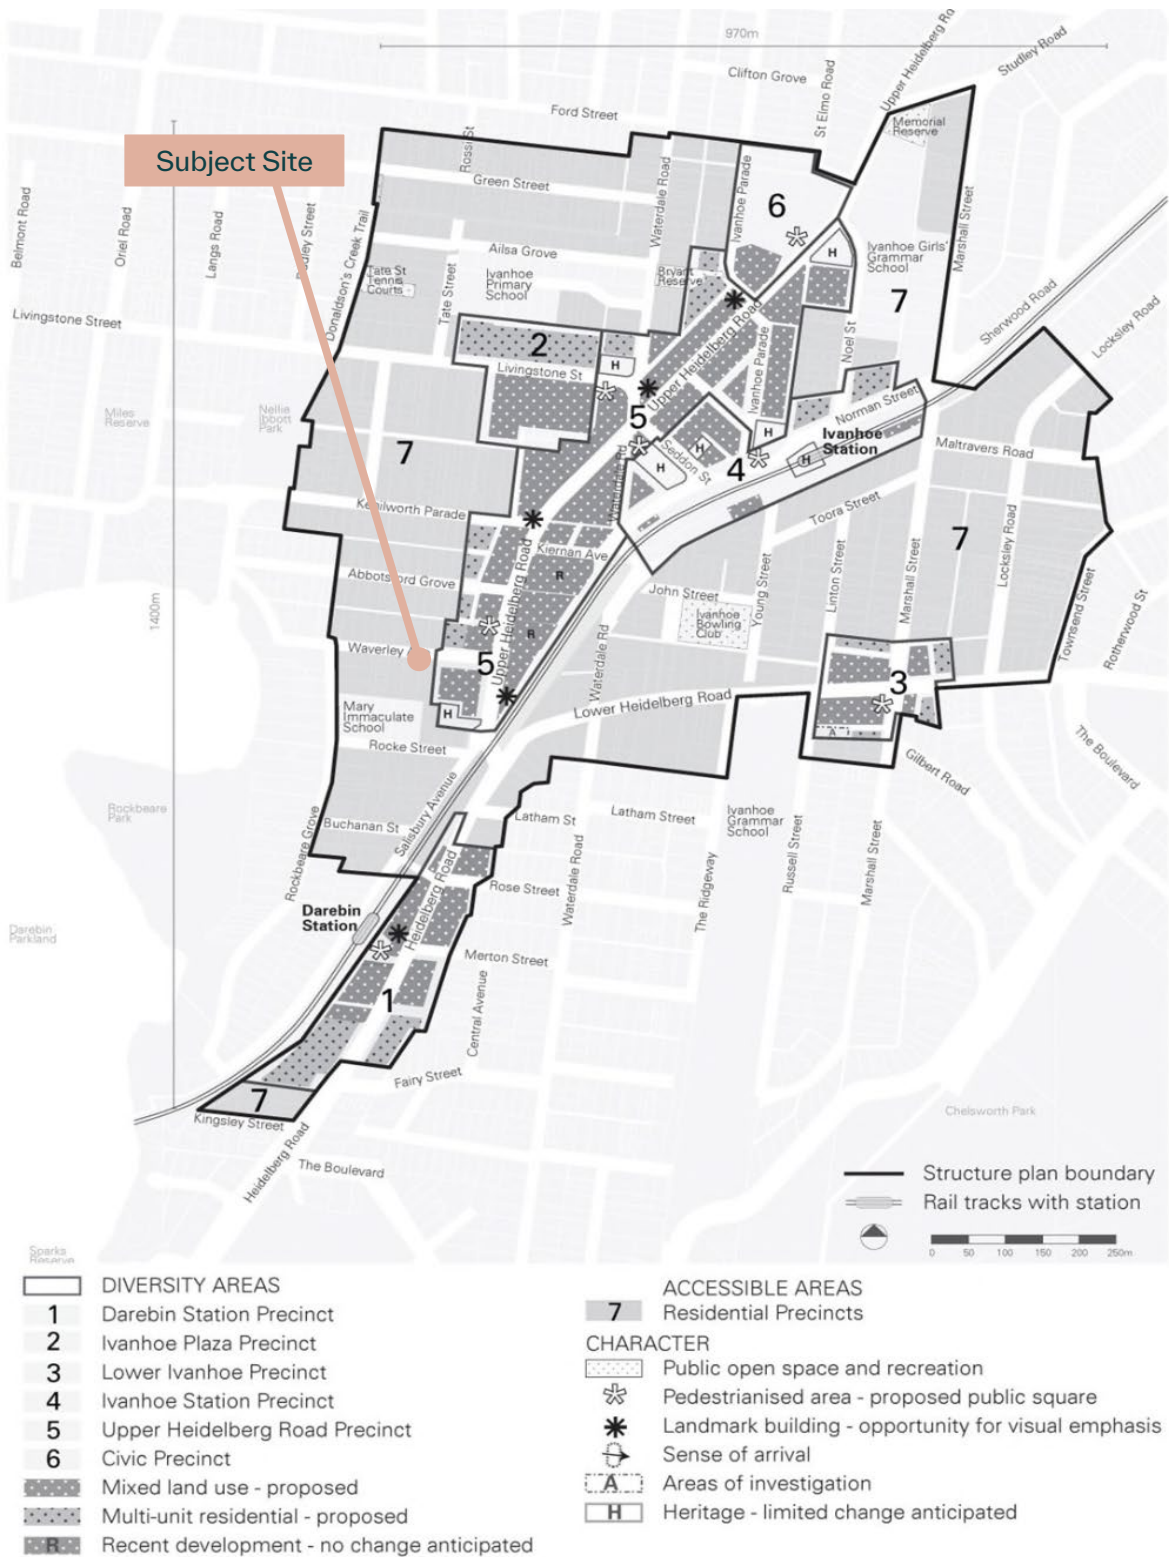 970m
Clifton Grove
St Elmo Road
Upper Heidelberg Ro
Studley Road
Ford Street
Memorial
Reserve
Subject Site
Rossi St
Green Street
Waterdale Road
Ivanhoe Parade
6
H
Marshall Street
Belmont Road
Oriel Road
Langs Road
dley Street
Donaldson's Creek Trail
Ailsa Grove
Ivanhoe Girls'
Grammar
School
Tate St
Tennis
Courts
Tate Street
Ivanhoe
Primary
School
Bryant
Reserve
7
Sherwood Road
Locksley Road
Livingstone Street
2
Livingstone St
H
Upper Heidelberg Road
Ivanhoe Parade
Noel St
Norman Street
Miles
Reserve
Nellie
Ibbott
Park
7
5
H
H
Ivanhoe
Station
H
Seddon St
H
4
Maltravers Road
Waterdale Rd
Kenilworth Parade
Toora Street
7
Locksley Road
Kiernan Ave
R
Abbotsford Grove
1400m
John Street
Young Street
Linton Street
Marshall Street
Townsend Street
Rotherwood St
Ivanhoe
Bowling
Club
Upper Heidelberg Road
R
Waterdale Rd
Waverley
5
3
Mary
Immaculate
School
H
Lower Heidelberg Road
A
Rocke Street
Gilbert Road
The Boulevard
Rockbeare
Park
Rockbeare Grove
Buchanan St
Salisbury Avenue
Latham St
Latham Street
Ivanhoe
Grammar
School
Russell Street
Marshall Street
Waterdale Road
The Ridgeway
Rose Street
Heidelberg Road
Darebin
Station
Darebin
Parkland
Merton Street
Central Avenue
1
Fairy Street
7
Kingsley Street
Heidelberg Road
The Boulevard
Chelsworth Park
Structure plan boundary
Rail tracks with station
0 50 100 150 200 250m
Sparks
Reserve
DIVERSITY AREAS
1 Darebin Station Precinct
2 Ivanhoe Plaza Precinct
3 Lower Ivanhoe Precinct
4 Ivanhoe Station Precinct
5 Upper Heidelberg Road Precinct
6 Civic Precinct
Mixed land use - proposed
Multi-unit residential - proposed
R Recent development - no change anticipated
ACCESSIBLE AREAS
7 Residential Precincts
CHARACTER
Public open space and recreation
Pedestrianised area - proposed public square
Landmark building - opportunity for visual emphasis
Sense of arrival
A Areas of investigation
H Heritage - limited change anticipated